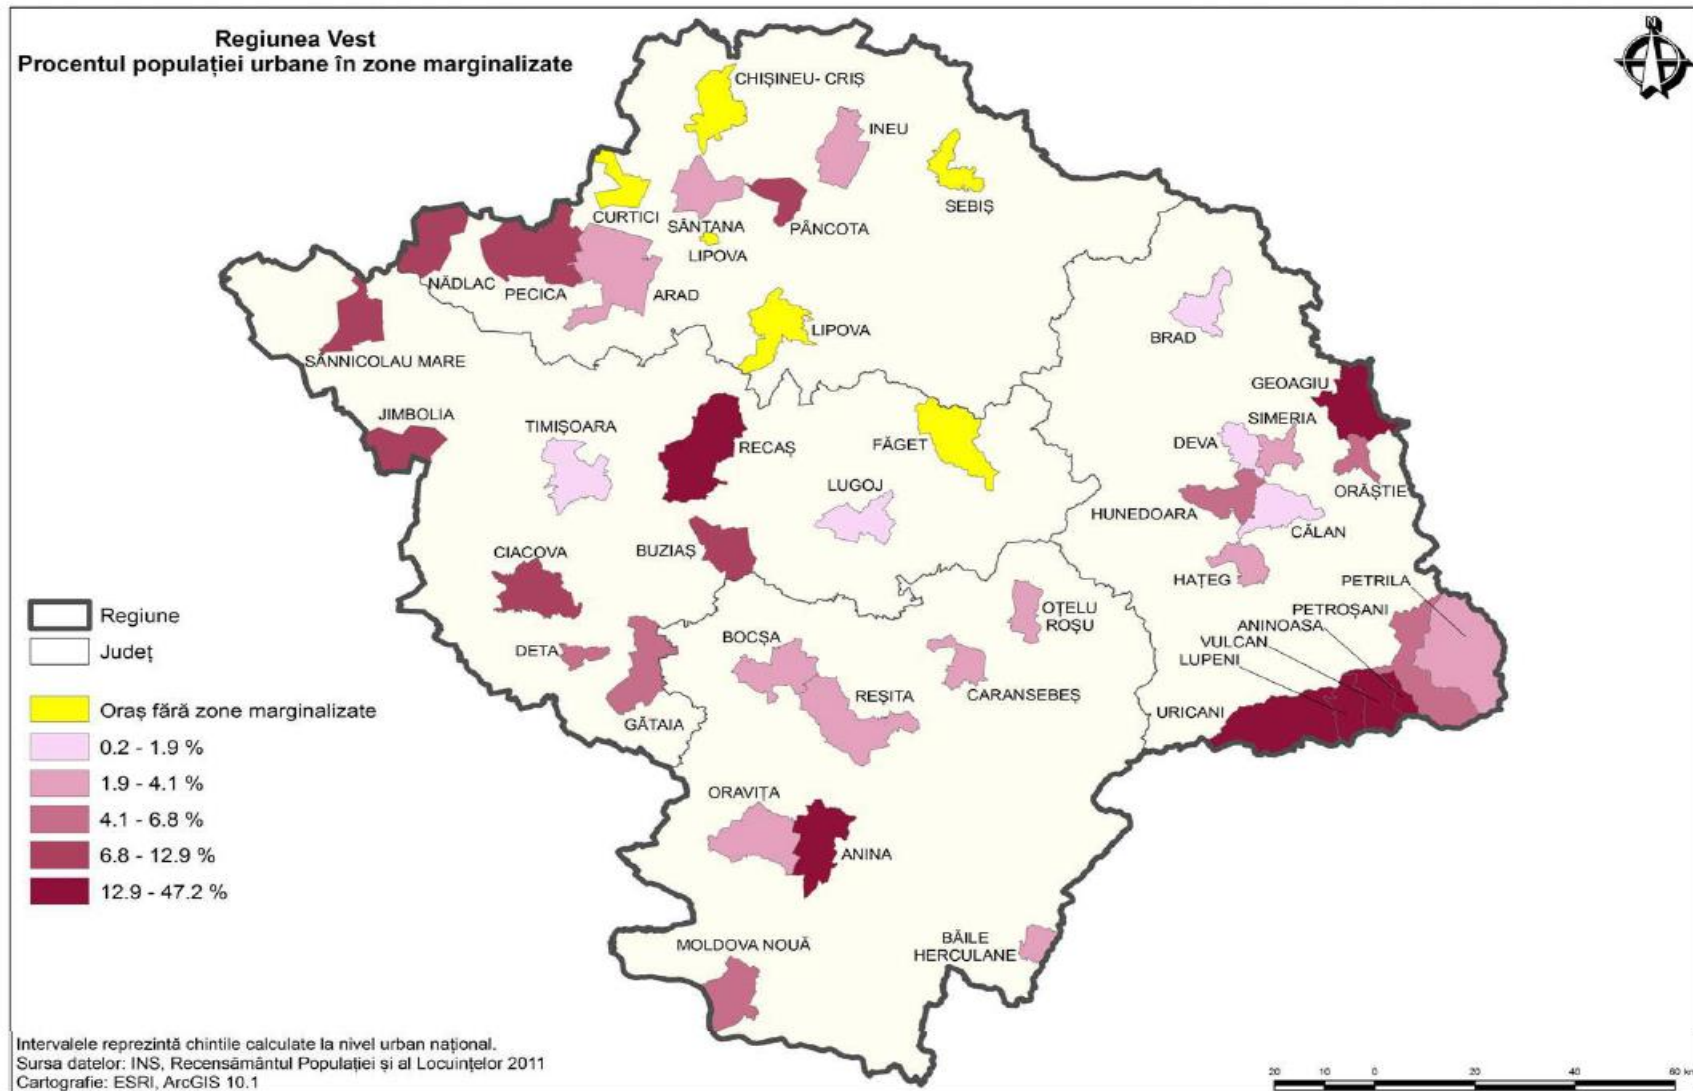 Regiunea Vest
Procentul populației urbane în zone marginalizate
N
CHIȘINEU- CRIȘ
INEU
SEBIȘ
CURTICI
SÂNTANA
PÂNCOTA
LIPOVA
NĂDLAC
PECICA
ARAD
LIPOVA
SÂNNICOLAU MARE
BRAD
GEOAGIU
SIMERIA
DEVA
ORĂȘTIE
HUNEDOARA
CĂLAN
HAȚEG
JIMBOLIA
TIMIȘOARA
RECAȘ
FĂGET
LUGOJ
CIACOVA
BUZIAȘ
PETRILA
PETROȘANI
ANINOASA
VULCAN
LUPENI
URICANI
DETA
GĂTAIA
BOCȘA
OȚELU
ROȘU
REȘITA
CARANSEBEȘ
ORAVIȚA
ANINA
MOLDOVA NOUĂ
BĂILE
HERCULANE
Regiune
Județ
Oraș fără zone marginalizate
0.2 - 1.9 %
1.9 - 4.1 %
4.1 - 6.8 %
6.8 - 12.9 %
12.9 - 47.2 %
Intervalele reprezintă chintile calculate la nivel urban național.
Sursa datelor: INS, Recensământul Populației și al Locuințelor 2011
Cartografie: ESRI, ArcGIS 10.1
20 10 0 20 40 60 km